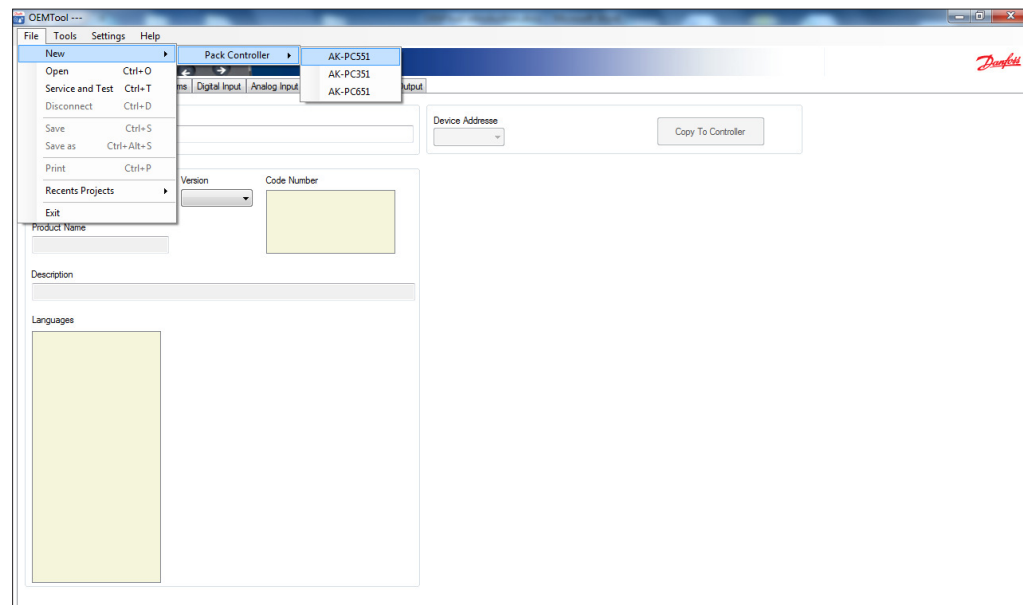 OEMTool ---
File Tools Settings Help
New Pack Controller AK-PC551
Open Ctrl+O AK-PC351
Service and Test Ctrl+T AK-PC651
Disconnect Ctrl+D
Save Ctrl+S
Save as Ctrl+Alt+S
Print Ctrl+P
Recents Projects
Exit
Danfoss
ms Digital Input Analog Input utput
Device Addresse
Copy To Controller
Version Code Number
Product Name
Description
Languages